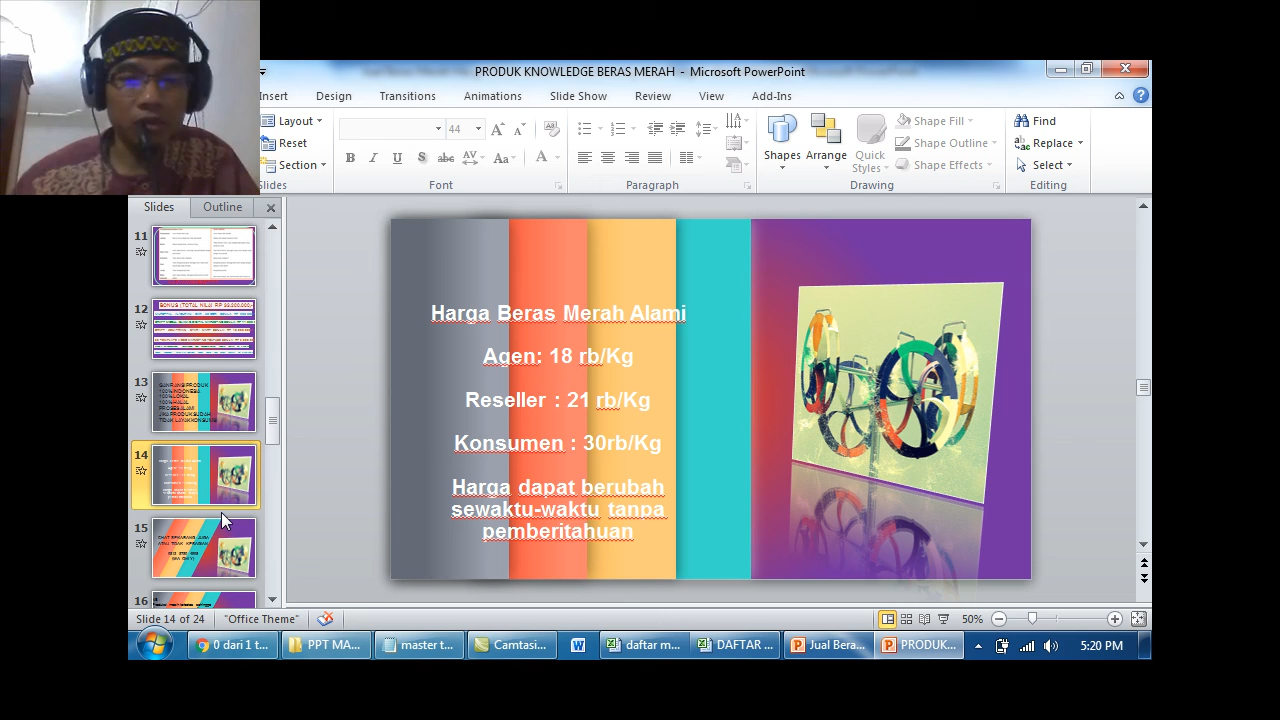 PRODUK KNOWLEDGE BERAS MERAH - Microsoft PowerPoint
Insert Design Transitions Animations Slide Show Review View Add-Ins
Layout
Reset
Section
44
Shapes
Arrange
Quick Styles
Shape Fill
Shape Outline
Shape Effects
Find
Replace
Select
Font
Paragraph
Drawing
Editing
Slides Outline
11
12
13
14
15
16
Harga Beras Merah Alami
Agen: 18 rb/Kg
Reseller : 21 rb/Kg
Konsumen : 30rb/Kg
Harga dapat berubah
sewaktu-waktu tanpa
pemberitahuan
Slide 14 of 24 "Office Theme" 50%
0 dari 1 t... PPT MA... master t... Camtasi... daftar m... DAFTAR ... Jual Bera... PRODUK... 5:20 PM